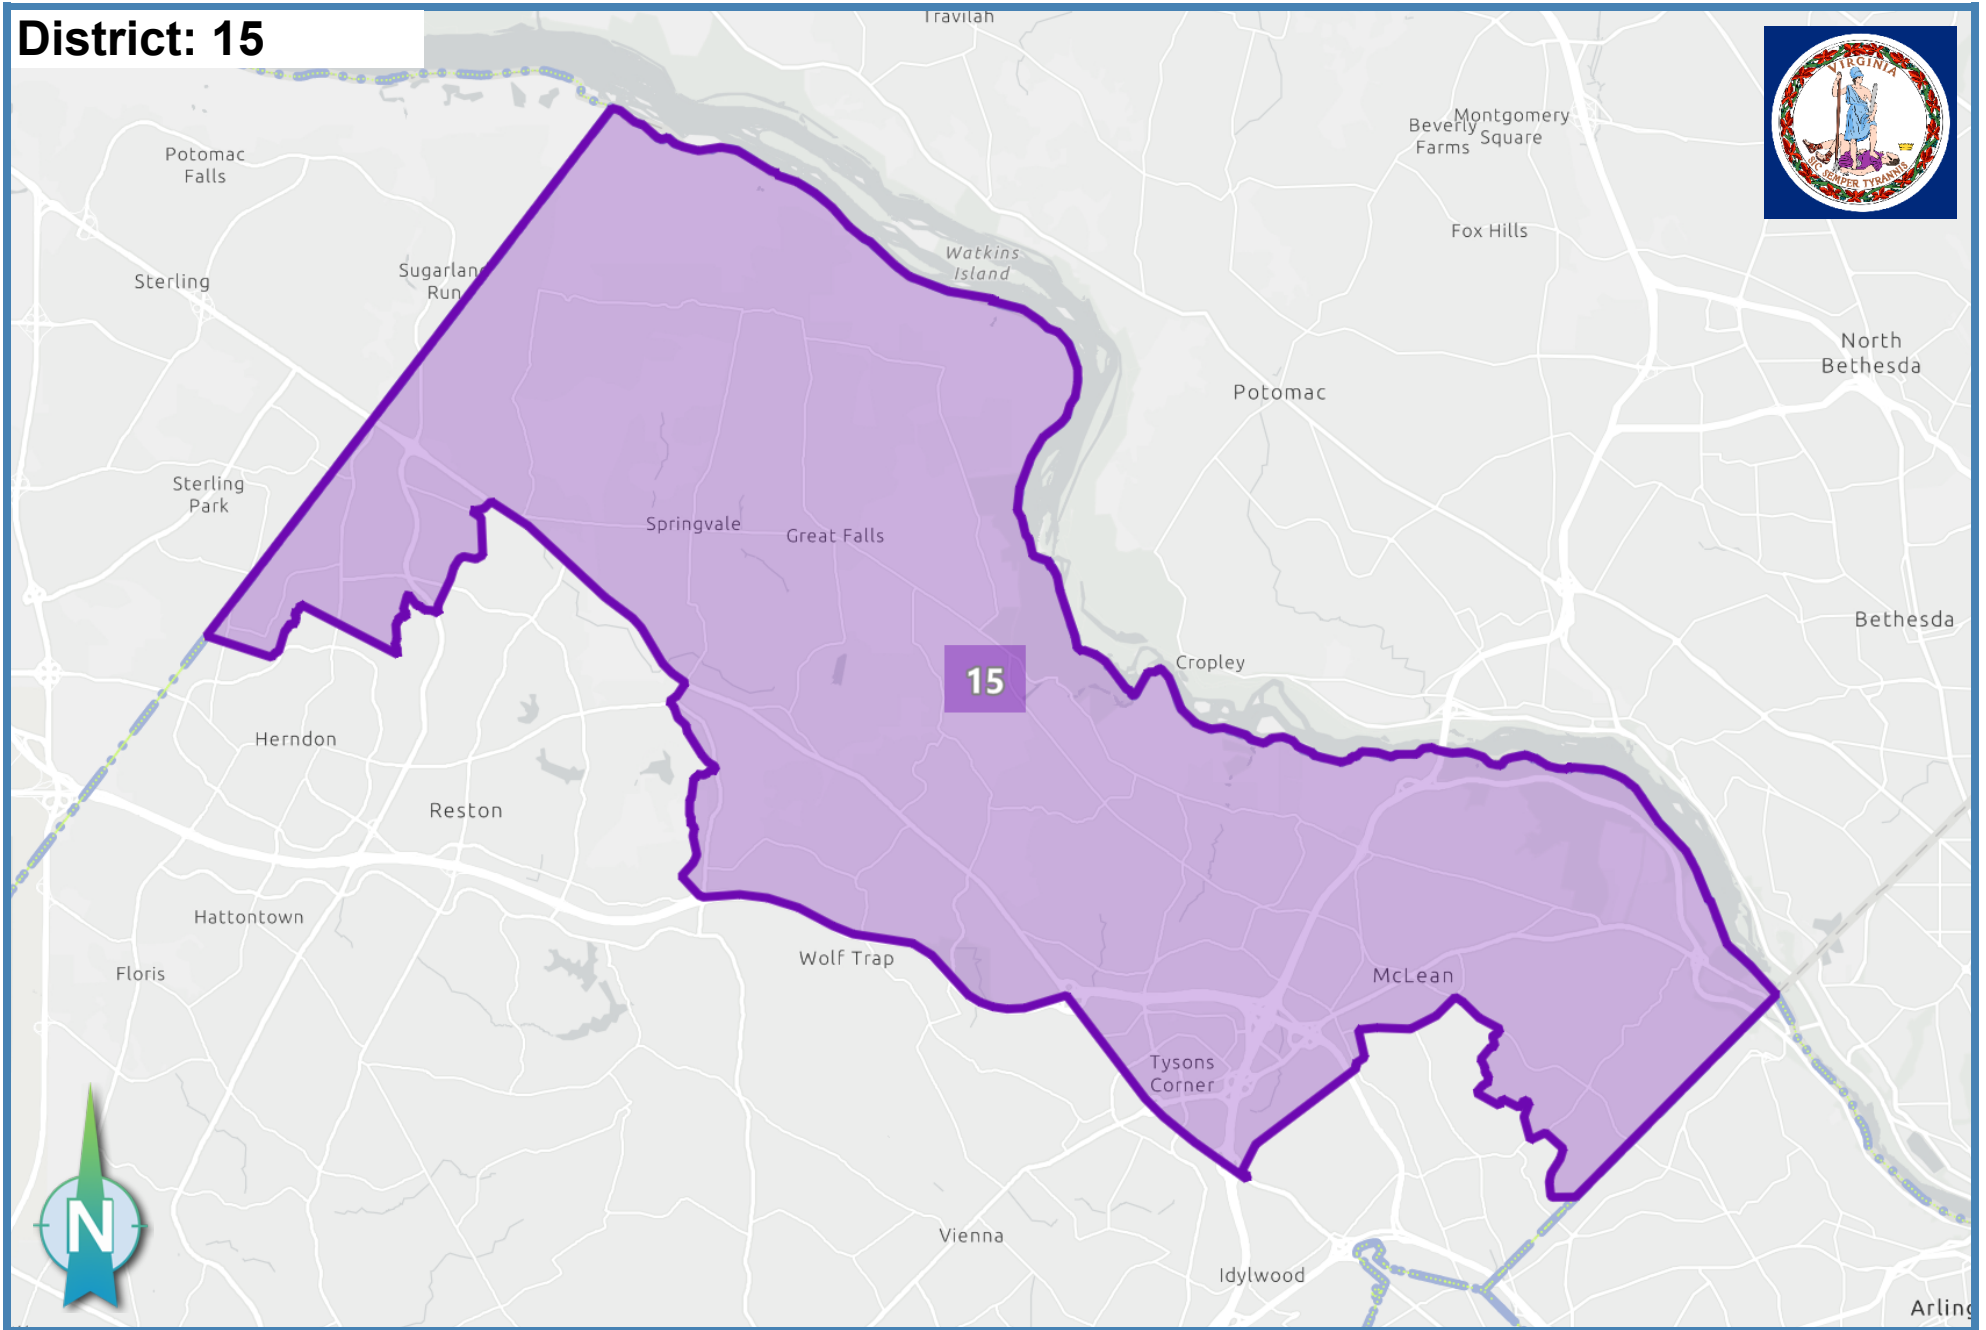 District: 15
Travilah
VIRGINIA
SIC SEMPER TYRANNIS
Montgomery
Square
Beverly
Farms
Potomac
Falls
Fox Hills
Watkins
Island
Sugarlan
Run
Sterling
North
Bethesda
Potomac
Sterling
Park
Springvale
Great Falls
Bethesda
Cropley
15
Herndon
Reston
Hattontown
Wolf Trap
Floris
McLean
Tysons
Corner
N
Vienna
Idylwood
Arling